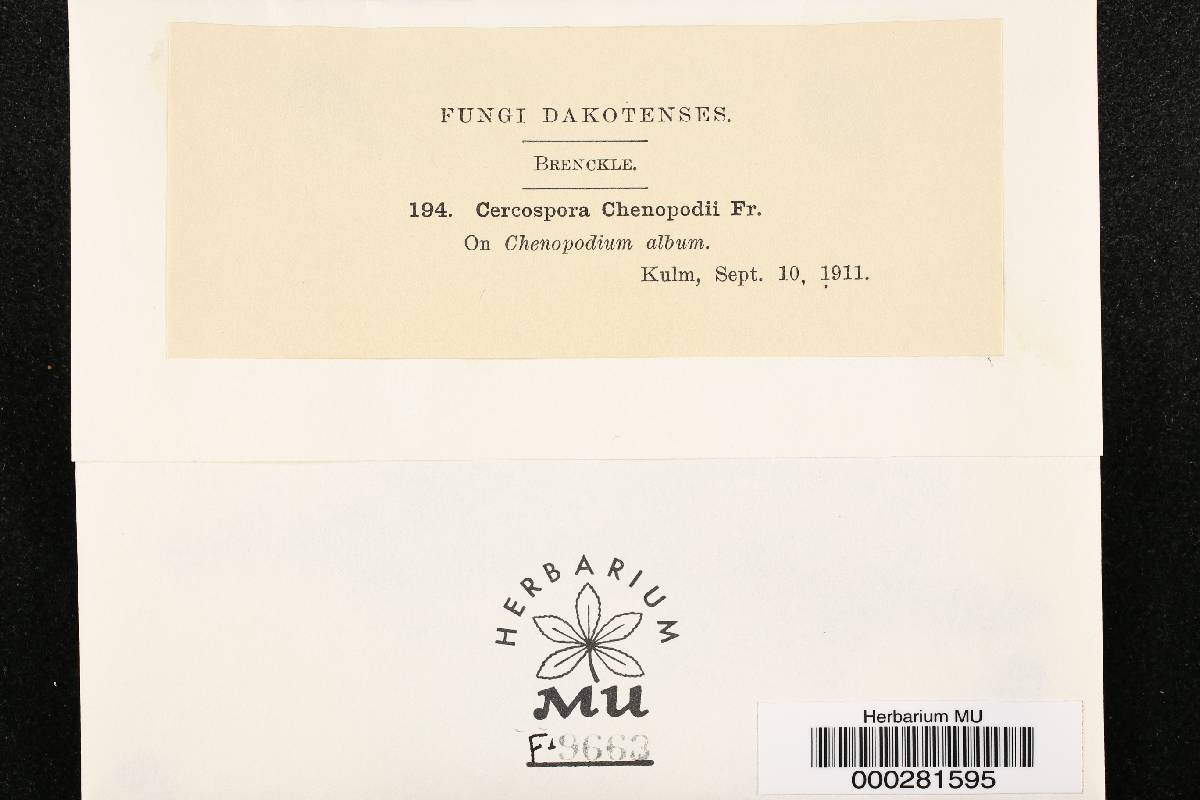 FUNGI DAKOTENSES.
BRENCKLE.
194. Cercospora Chenopodii Fr.
On Chenopodium album.
Kulm, Sept. 10, 1911.
HERBARIUM
MU
Herbarium MU
000281595